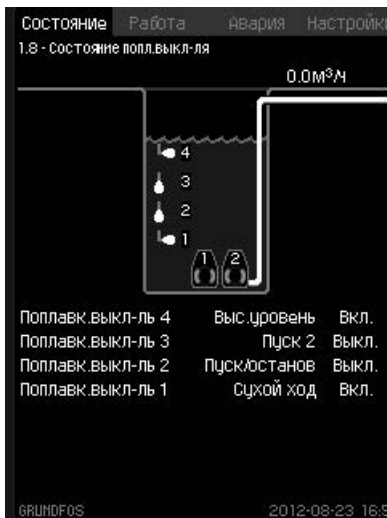 Состояние Работа Авария Настройки
1.8 - Состояние попл.выкл-ля
0.0м³/ч
4
3
2
1
1 2
Поплавк.выкл-ль 4 Выс.уровень Вкл.
Поплавк.выкл-ль 3 Пуск 2 Выкл.
Поплавк.выкл-ль 2 Пуск/останов Выкл.
Поплавк.выкл-ль 1 Сухой ход Вкл.
GRUNDFOS 2012-08-23